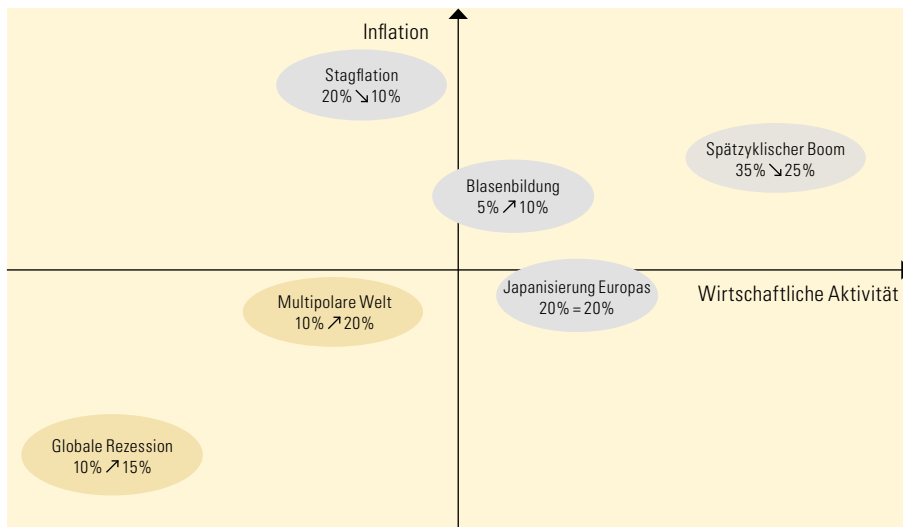 Inflation
Stagflation
20% ↘ 10%
Spätzyklischer Boom
35% ↘ 25%
Blasenbildung
5% ↗ 10%
Japanisierung Europas
20% = 20%
Wirtschaftliche Aktivität
Multipolare Welt
10% ↗ 20%
Globale Rezession
10% ↗ 15%